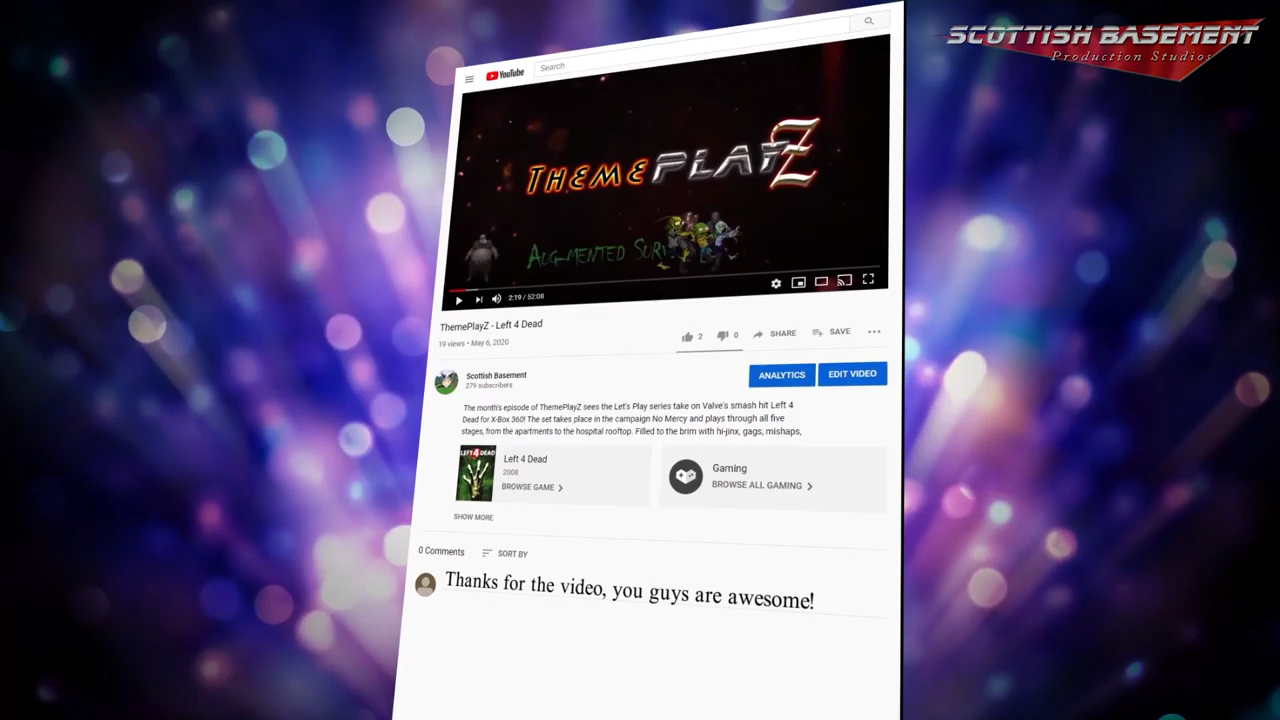 SCOTTISH BASEMENT
Production Studios
YouTube
Search
THEMEPLAYZ
2:19 / 52:08
ThemePlayZ - Left 4 Dead
19 views • May 6, 2020
2
0
SHARE
SAVE
Scottish Basement
279 subscribers
ANALYTICS
EDIT VIDEO
The month's episode of ThemePlayZ sees the Let's Play series take on Valve's smash hit Left 4
Dead for X-Box 360! The set takes place in the campaign No Mercy and plays through all five
stages, from the apartments to the hospital rooftop. Filled to the brim with hi-jinx, gags, mishaps,
LEFT 4 DEAD
Left 4 Dead
2008
BROWSE GAME
Gaming
BROWSE ALL GAMING
SHOW MORE
0 Comments
SORT BY
Thanks for the video, you guys are awesome!